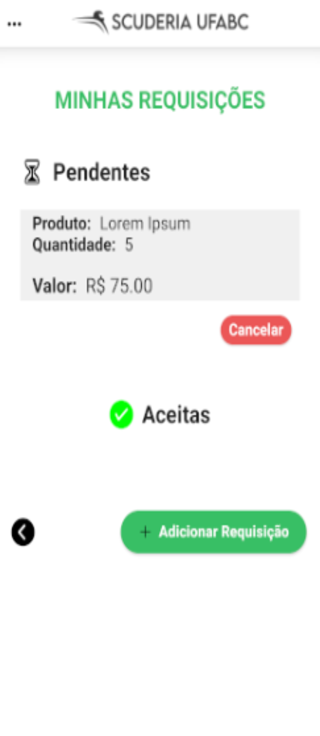 SCUDERIA UFABC
MINHAS REQUISIÇÕES
Pendentes
Produto: Lorem Ipsum
Quantidade: 5
Valor: R$ 75.00
Cancelar
Aceitas
+ Adicionar Requisição